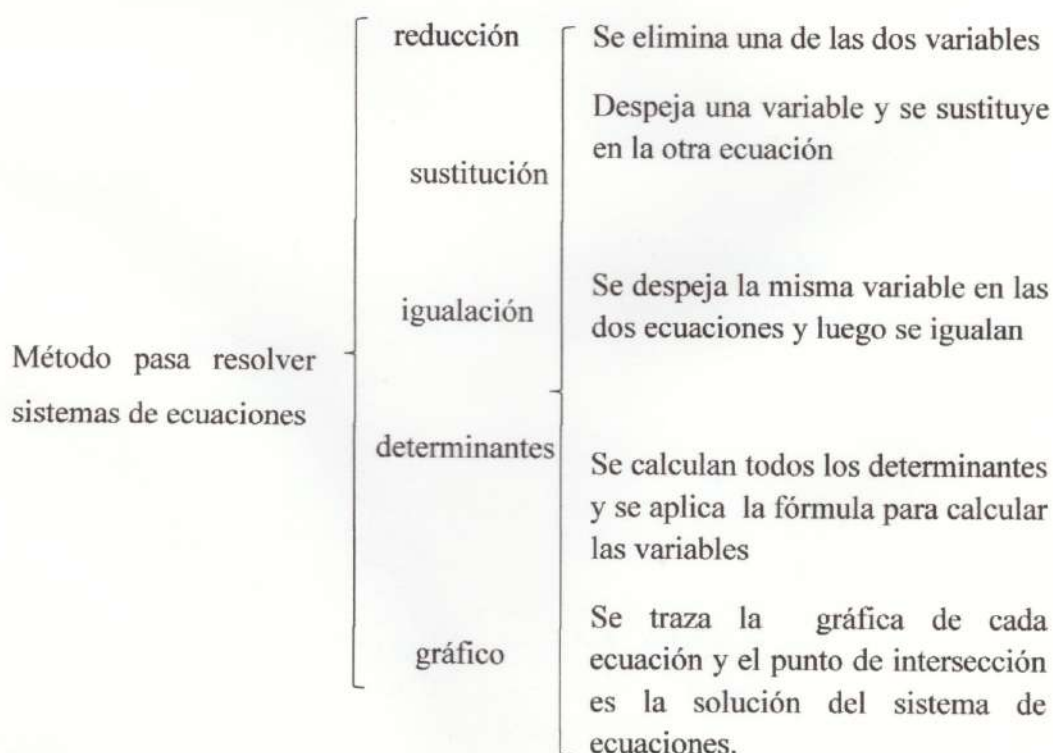 reducción
Se elimina una de las dos variables
Despeja una variable y se sustituye
en la otra ecuación
sustitución
igualación
Se despeja la misma variable en las
dos ecuaciones y luego se igualan
Método pasa resolver
sistemas de ecuaciones
determinantes
Se calculan todos los determinantes
y se aplica la fórmula para calcular
las variables
gráfico
Se traza la gráfica de cada
ecuación y el punto de intersección
es la solución del sistema de
ecuaciones.